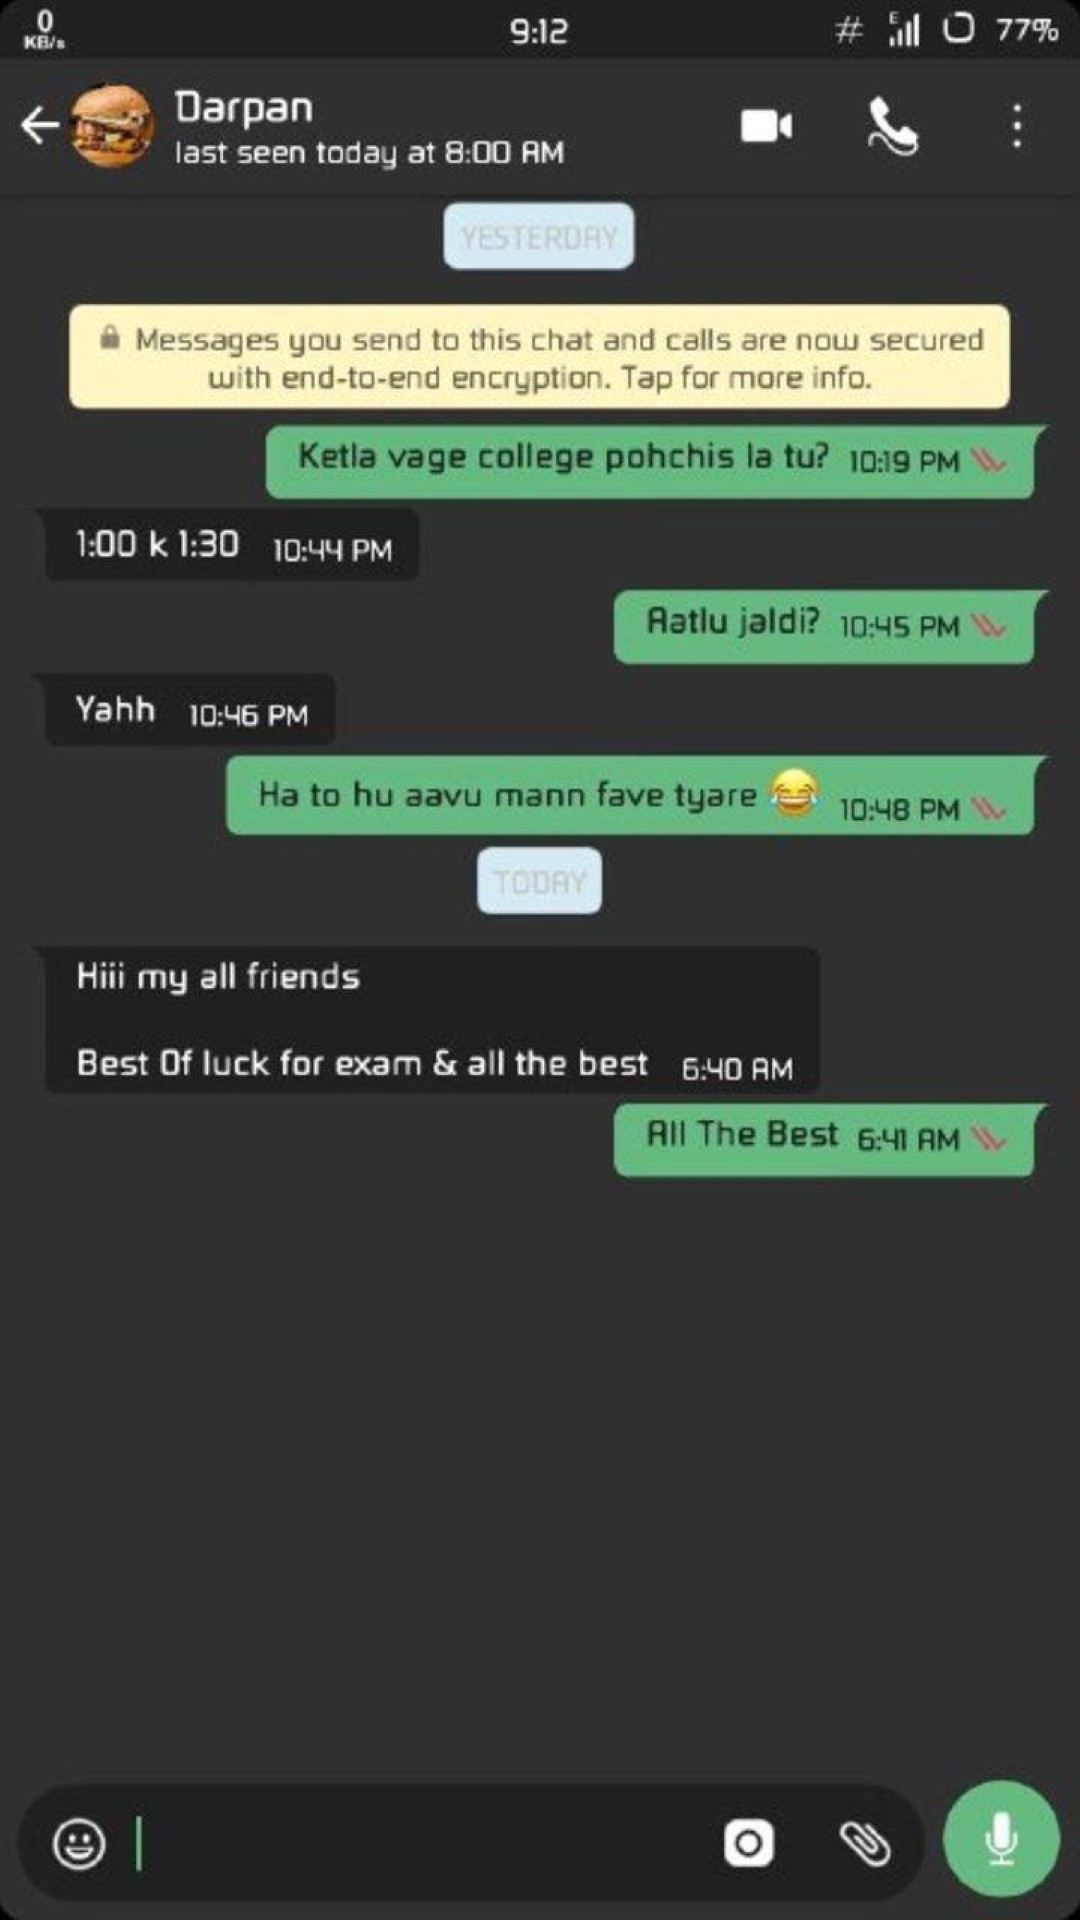 0
KB/s
9:12
# E 77%
Darpan
last seen today at 8:00 AM
YESTERDAY
Messages you send to this chat and calls are now secured
with end-to-end encryption. Tap for more info.
Ketla vage college pohchis la tu? 10:19 PM
1:00 k 1:30 10:44 PM
Aatlu jaldi? 10:45 PM
Yahh 10:46 PM
Ha to hu aavu mann fave tyare 😂 10:48 PM
TODAY
Hiii my all friends
Best Of luck for exam & all the best 6:40 AM
All The Best 6:41 AM